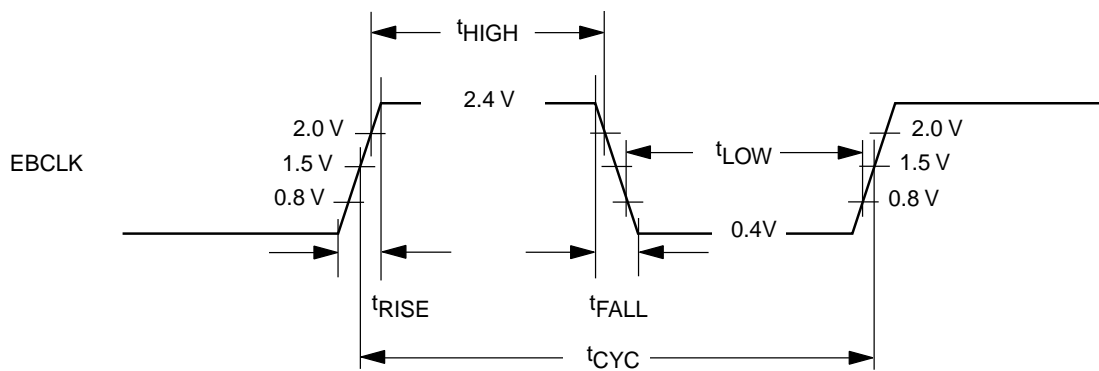 tHIGH
2.4 V
2.0 V
1.5 V
0.8 V
EBCLK
tLOW
2.0 V
1.5 V
0.8 V
0.4V
tRISE
tFALL
tCYC